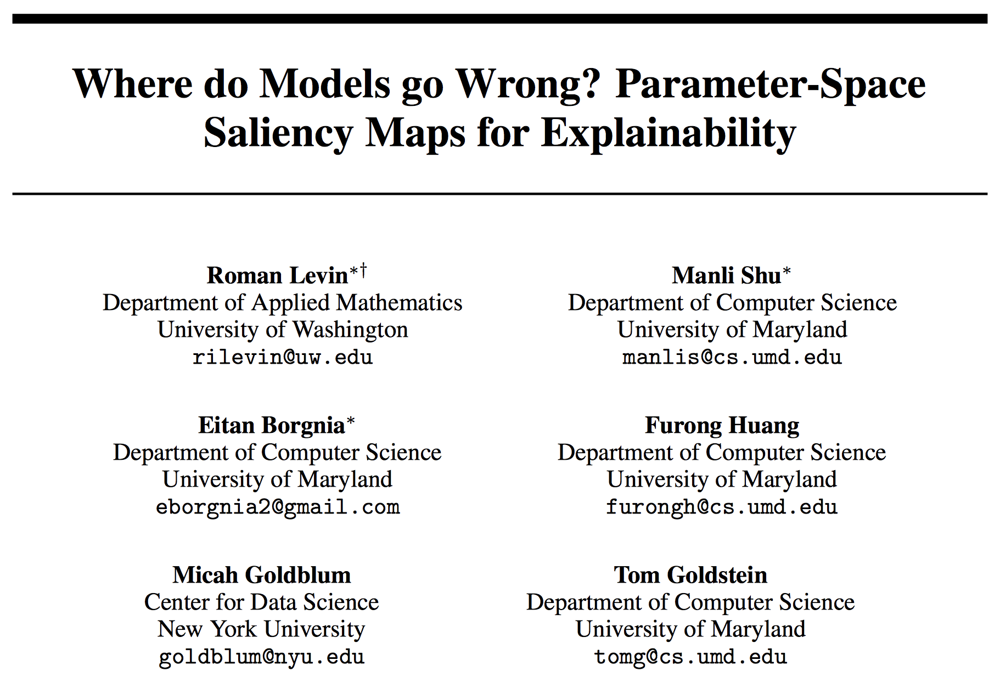 Where do Models go Wrong? Parameter-Space
Saliency Maps for Explainability
Roman Levin*†
Department of Applied Mathematics
University of Washington
rilevin@uw.edu
Manli Shu*
Department of Computer Science
University of Maryland
manlis@cs.umd.edu
Eitan Borgnia*
Department of Computer Science
University of Maryland
eborgnia2@gmail.com
Furong Huang
Department of Computer Science
University of Maryland
furongh@cs.umd.edu
Micah Goldblum
Center for Data Science
New York University
goldblum@nyu.edu
Tom Goldstein
Department of Computer Science
University of Maryland
tomg@cs.umd.edu